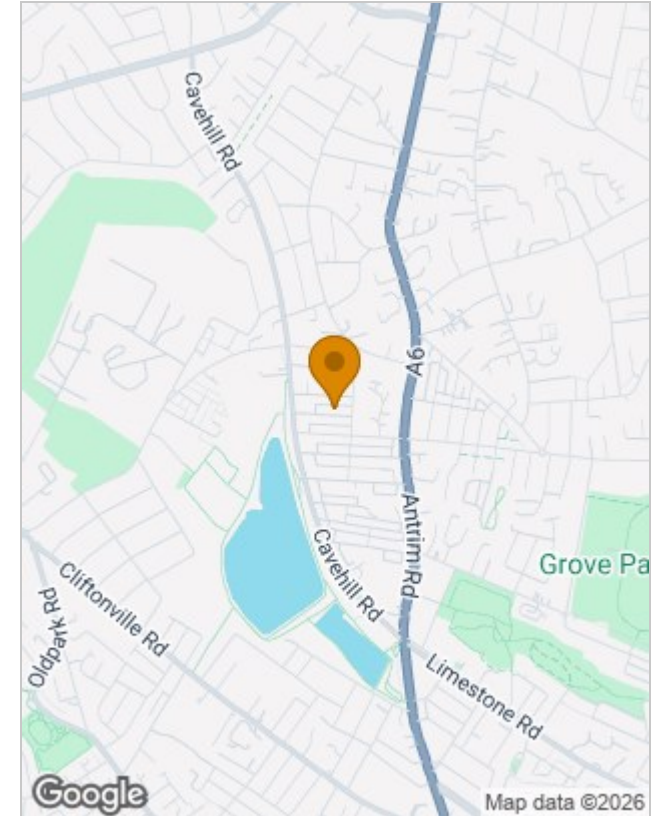 Cavehill Rd
A6
Antrim Rd
Grove Pa
Cavehill Rd
Cliftonville Rd
Oldpark Rd
Limestone Rd
Google
Map data ©2026